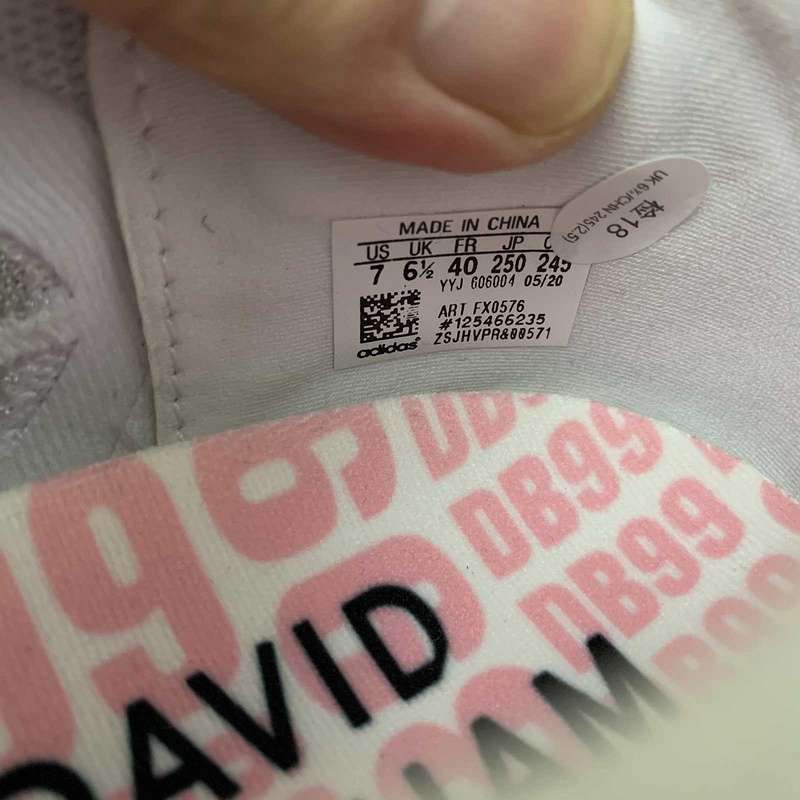 UK 6½/CHN 245(2.5)
检18
MADE IN CHINA
US UK FR JP
7 6½ 40 250 245
YYJ 606004 05/20
ART FX0576
#125466235
ZSJHVPR&00571
adidas
DB99
DB99
DB99
DAVID